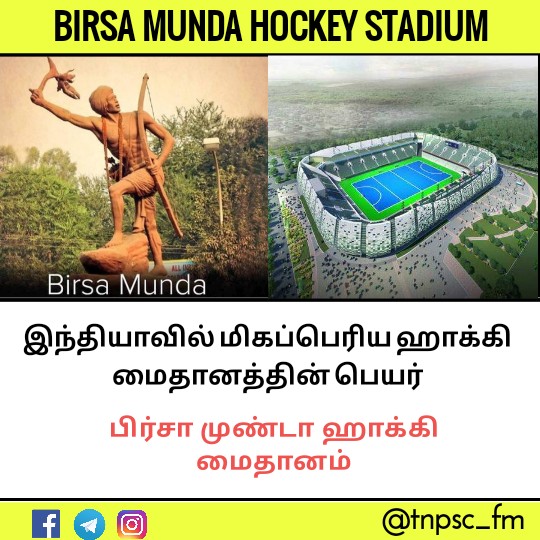 BIRSA MUNDA HOCKEY STADIUM
Birsa Munda
இந்தியாவில் மிகப்பெரிய ஹாக்கி
மைதானத்தின் பெயர்
பிர்சா முண்டா ஹாக்கி
மைதானம்
@tnpsc_fm